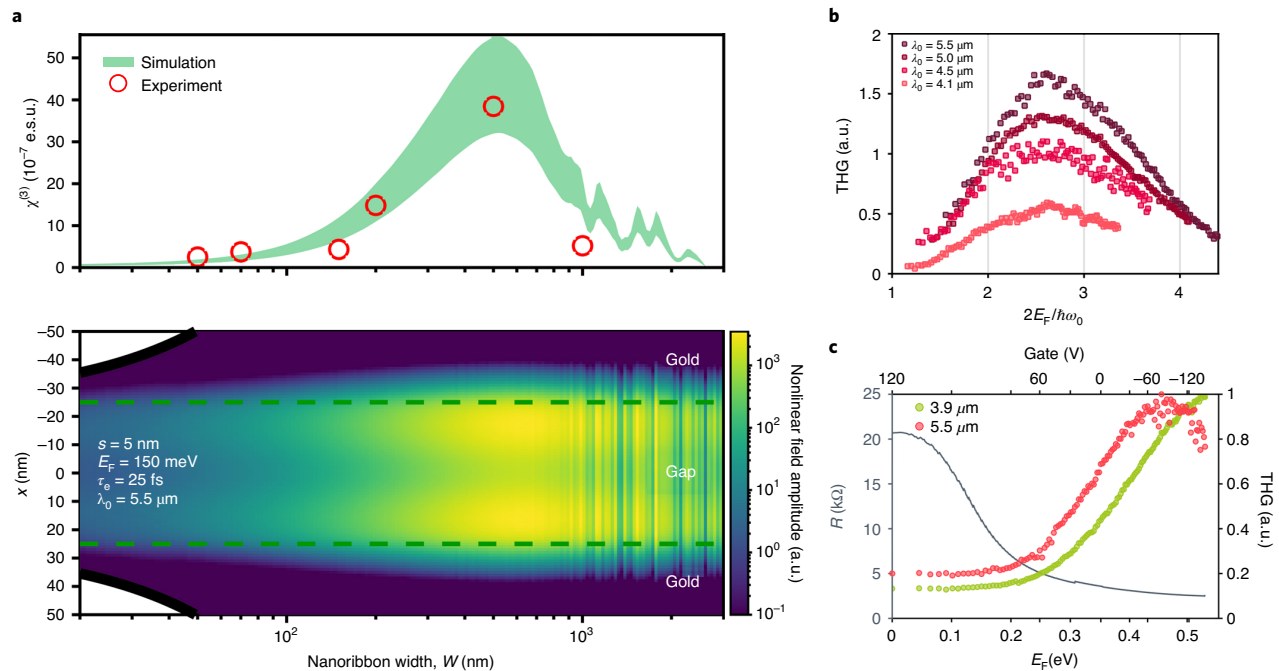 a
50
40
30
20
10
0
χ(3) (10−7 e.s.u.)
Simulation
Experiment
−50
−40
−30
−20
−10
0
10
20
30
40
50
x (nm)
Gold
Gap
Gold
s = 5 nm
EF = 150 meV
τe = 25 fs
λ0 = 5.5 μm
102
103
Nanoribbon width, W (nm)
103
102
101
100
10−1
Nonlinear field amplitude (a.u.)
b
2
1.5
1
0.5
0
THG (a.u.)
λ0 = 5.5 μm
λ0 = 5.0 μm
λ0 = 4.5 μm
λ0 = 4.1 μm
1 2 3 4
2EF/ℏω0
c
Gate (V)
120 60 0 −60 −120
25
20
15
10
5
0
R (kΩ)
3.9 μm
5.5 μm
1
0.8
0.6
0.4
0.2
0
THG (a.u.)
0 0.1 0.2 0.3 0.4 0.5
EF(eV)